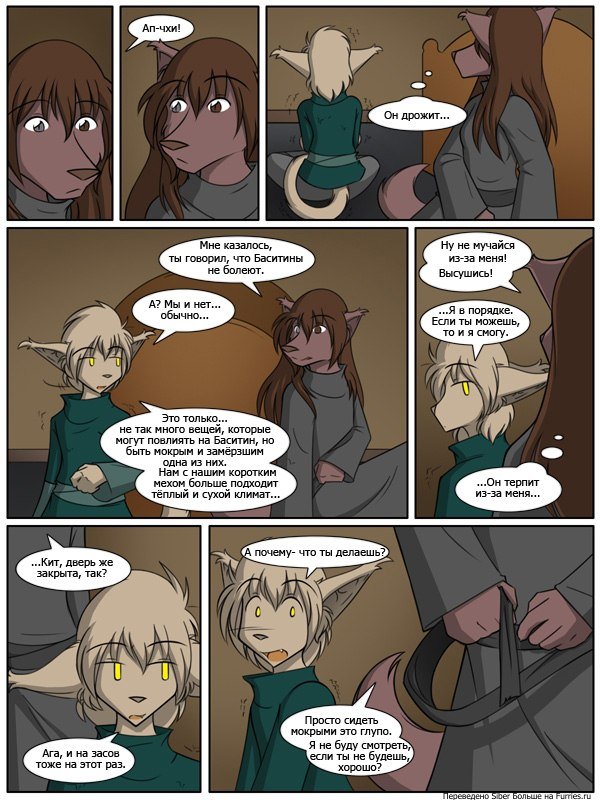 Ап-чхи!
Он дрожит...
Мне казалось,
ты говорил, что Баситины
не болеют.
А? Мы и нет...
обычно...
Это только...
не так много вещей, которые
могут повлиять на Баситин, но
быть мокрым и замёрзшим
одна из них.
Нам с нашим коротким
мехом больше подходит
тёплый и сухой климат...
Ну не мучайся
из-за меня!
Высушись!
...Я в порядке.
Если ты можешь,
то и я смогу.
...Он терпит
из-за меня...
...Кит, дверь же
закрыта, так?
Ага, и на засов
тоже на этот раз.
А почему- что ты делаешь?
Просто сидеть
мокрыми это глупо.
Я не буду смотреть,
если ты не будешь,
хорошо?
Переведено Siber Больше на Furries.ru